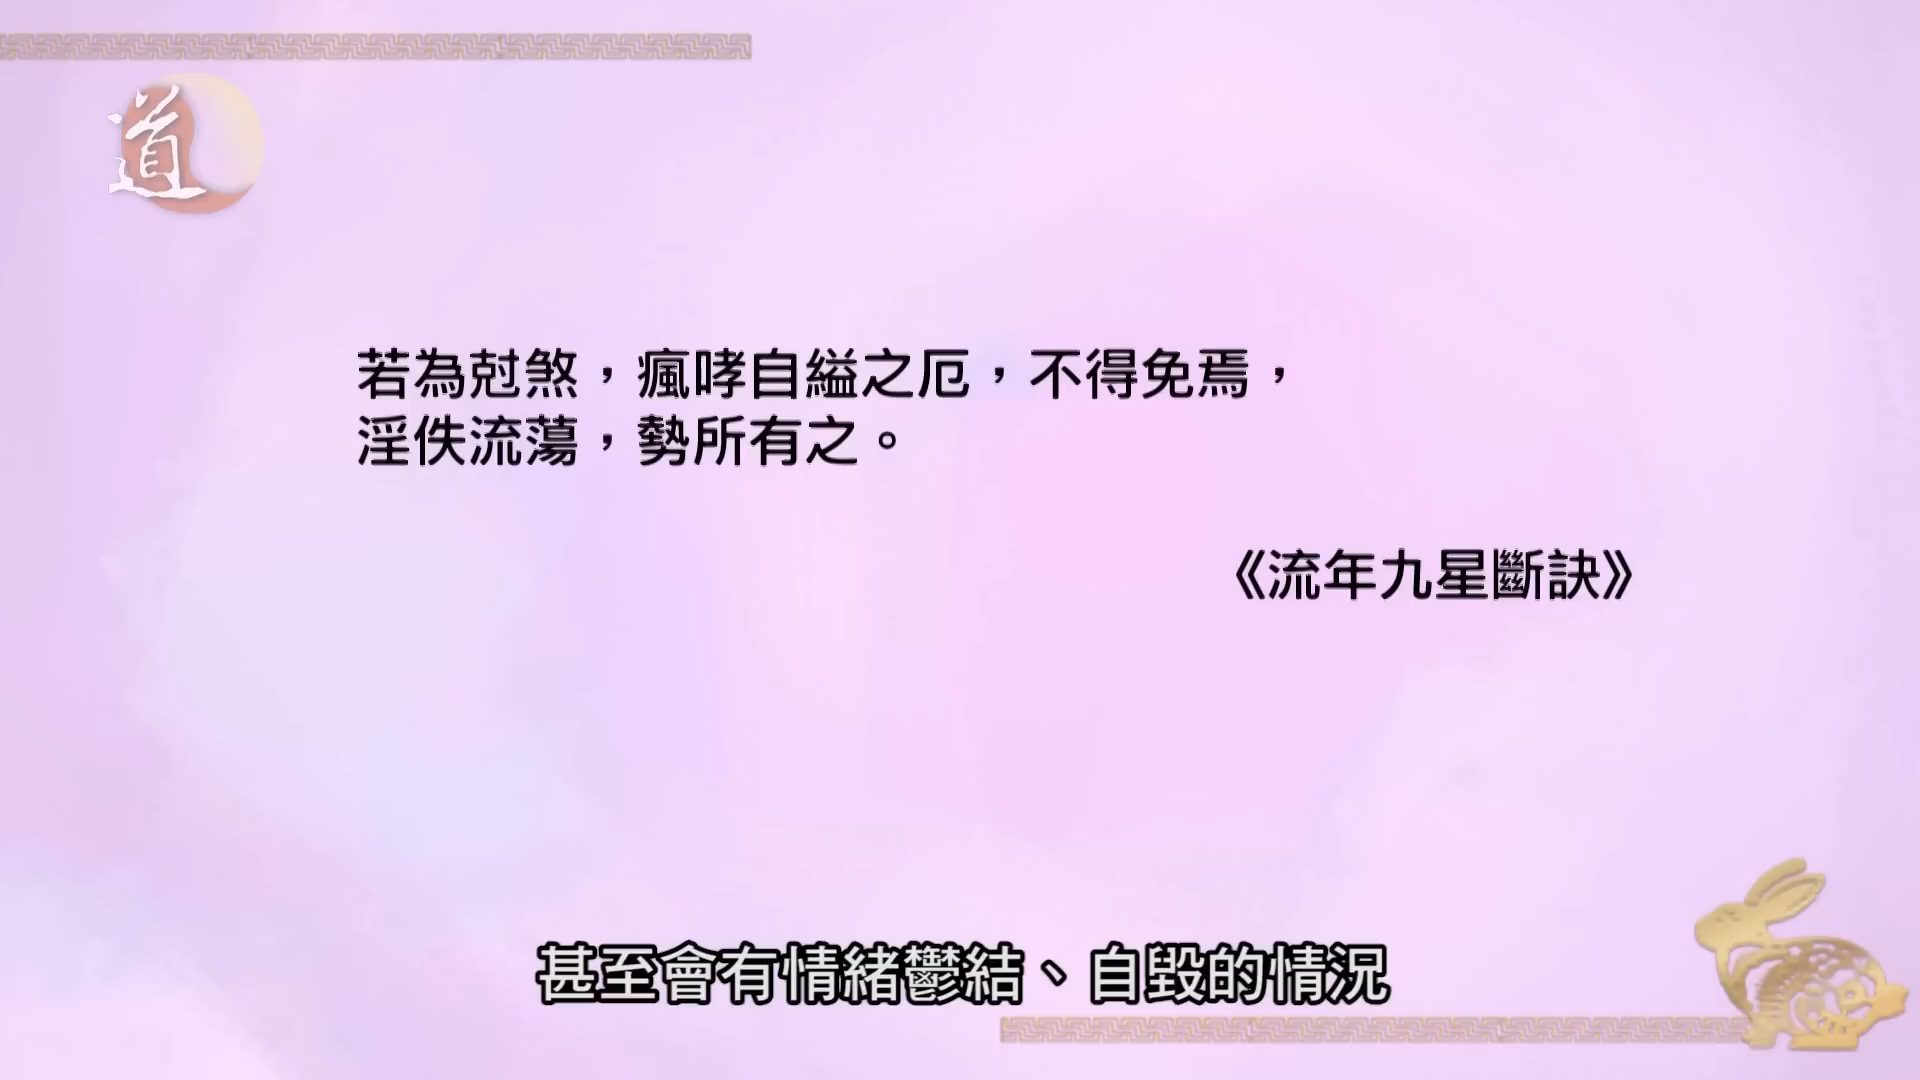 道
若為尅煞，瘋哮自縊之厄，不得免焉，
淫佚流蕩，勢所有之。
《流年九星斷訣》
甚至會有情緒鬱結、自毀的情況